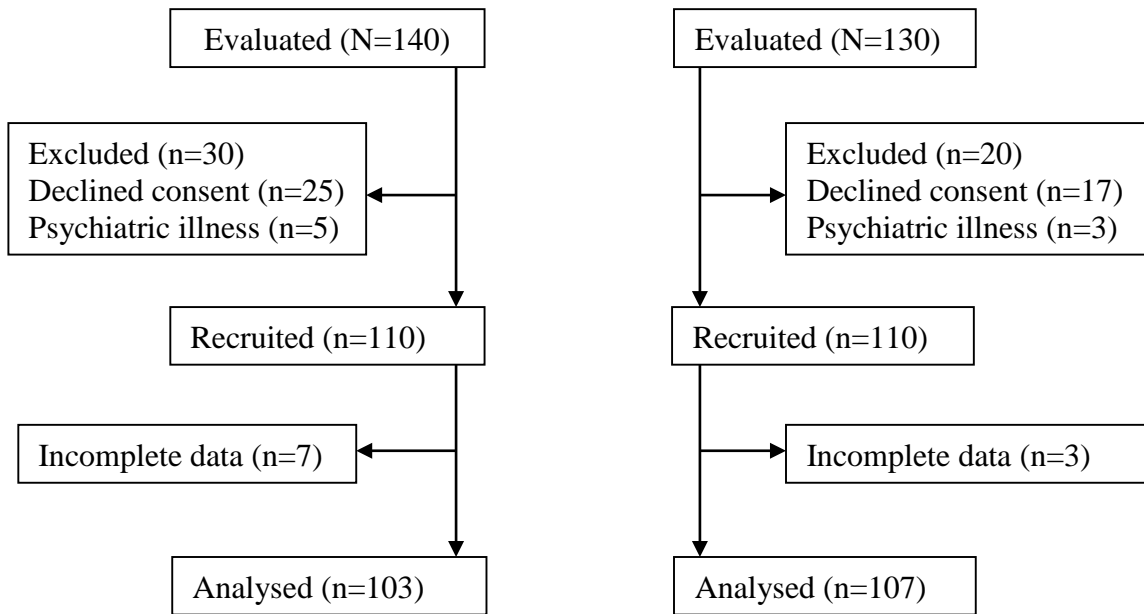 Evaluated (N=140)
Excluded (n=30)
Declined consent (n=25)
Psychiatric illness (n=5)
Recruited (n=110)
Incomplete data (n=7)
Analysed (n=103)
Evaluated (N=130)
Excluded (n=20)
Declined consent (n=17)
Psychiatric illness (n=3)
Recruited (n=110)
Incomplete data (n=3)
Analysed (n=107)